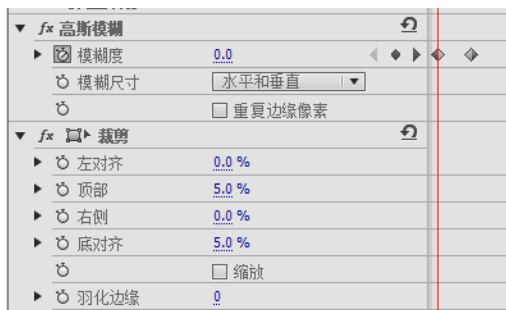 fx 高斯模糊
模糊度 0.0
模糊尺寸 水平和垂直
重复边缘像素
fx 裁剪
左对齐 0.0 %
顶部 5.0 %
右侧 0.0 %
底对齐 5.0 %
缩放
羽化边缘 0